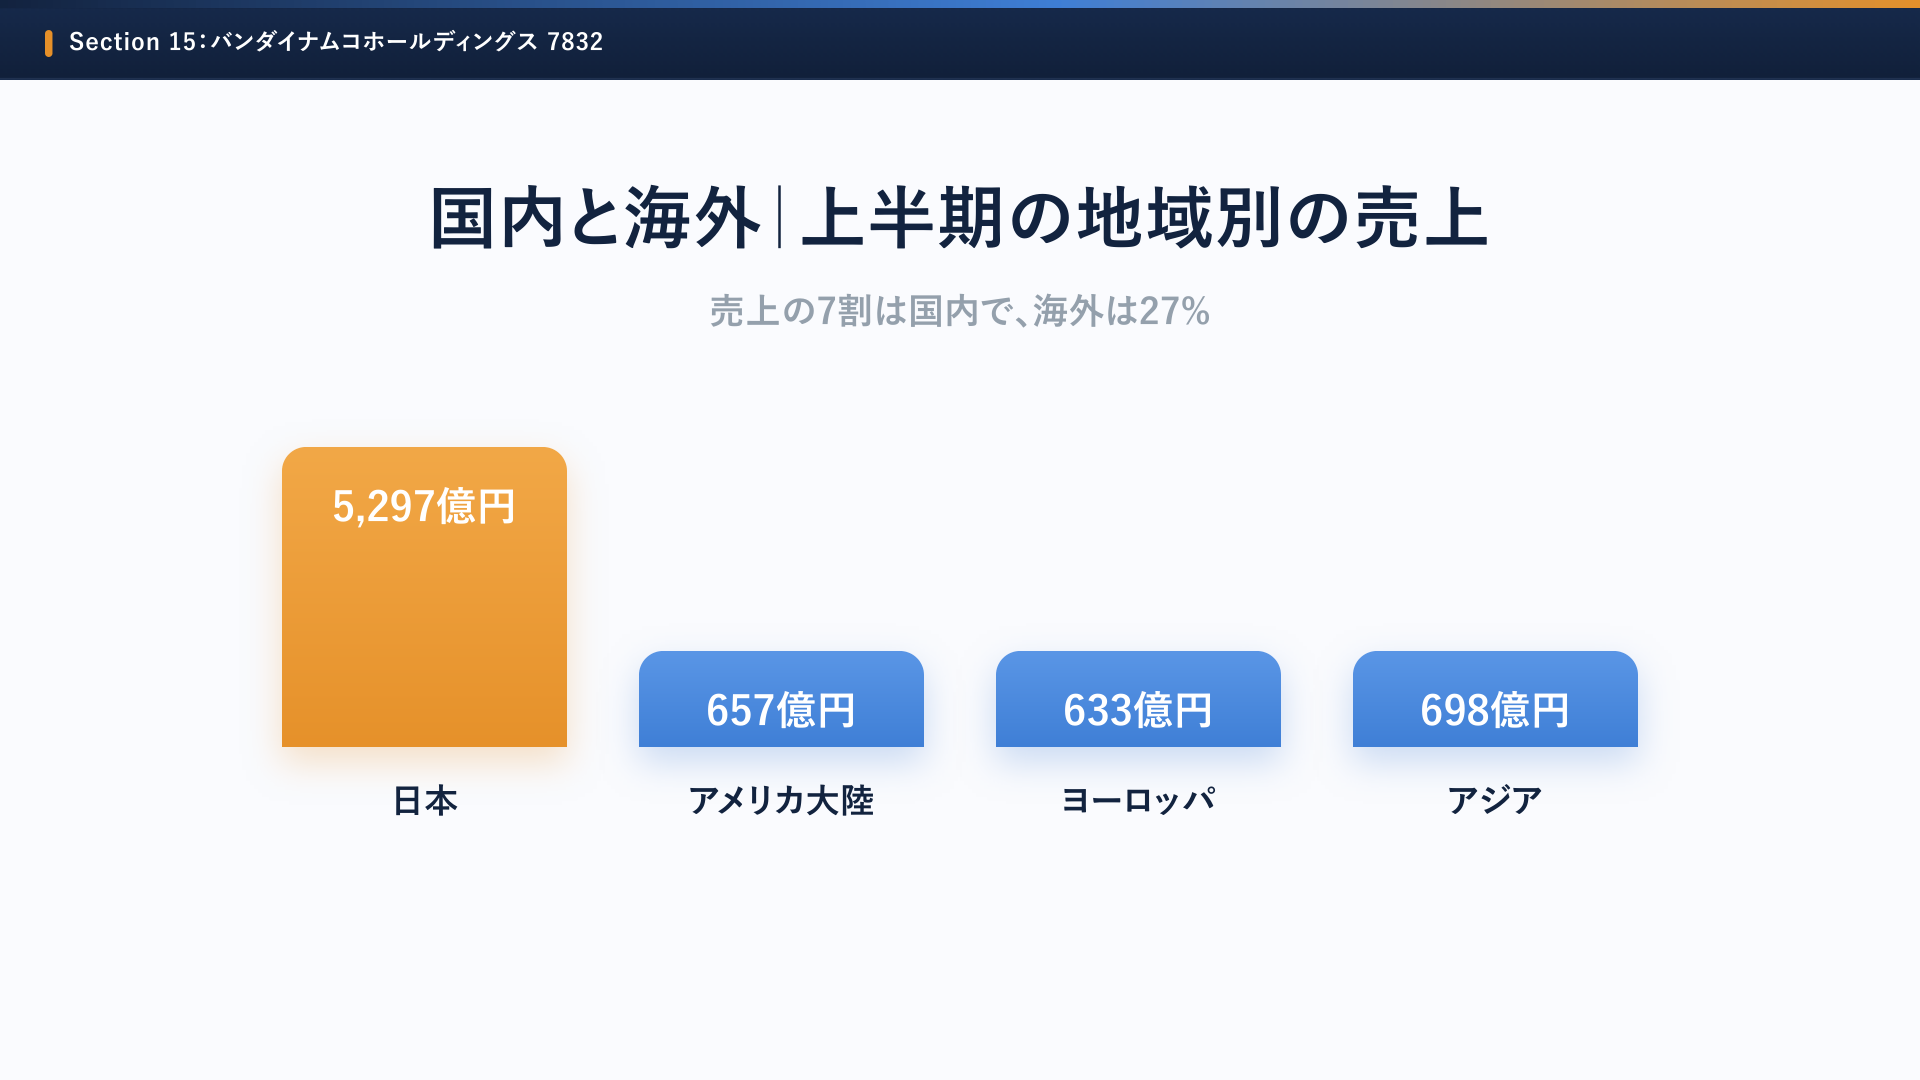 Section 15：バンダイナムコホールディングス 7832
国内と海外｜上半期の地域別の売上
売上の7割は国内で、海外は27%
5,297億円
657億円
633億円
698億円
日本
アメリカ大陸
ヨーロッパ
アジア